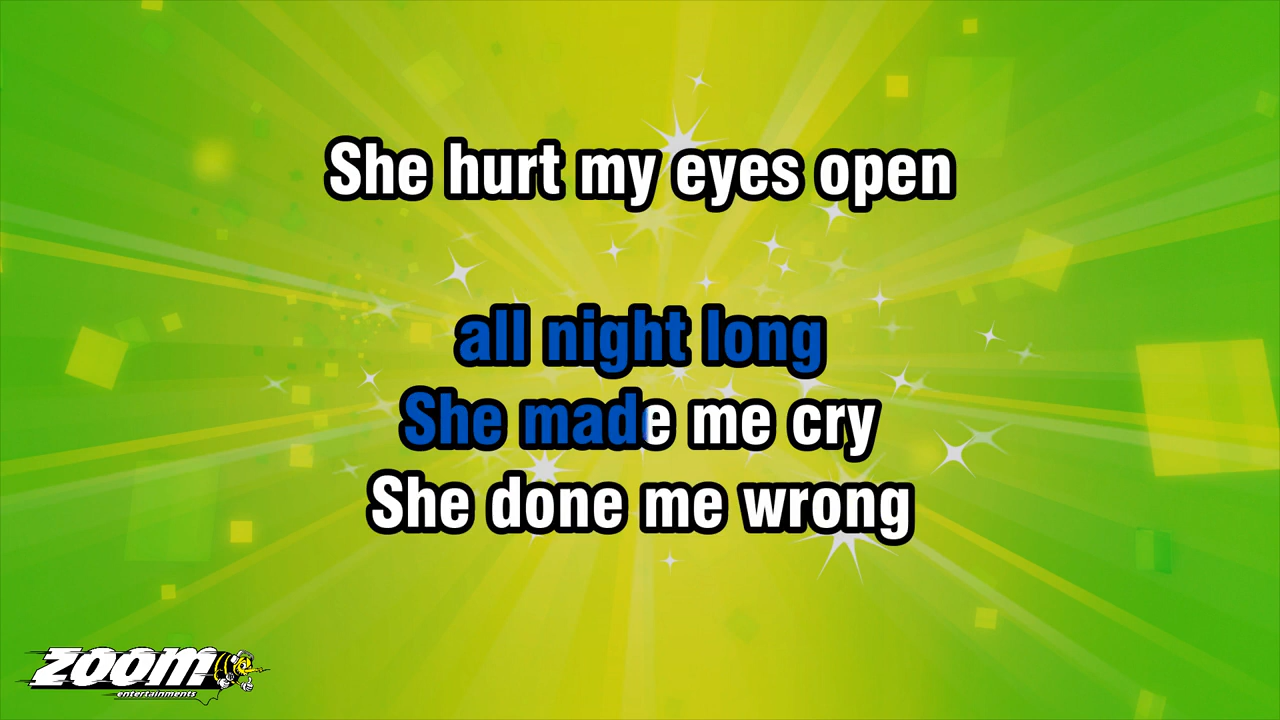 She hurt my eyes open
all night long
She made me cry
She done me wrong
ZOOM
entertainments